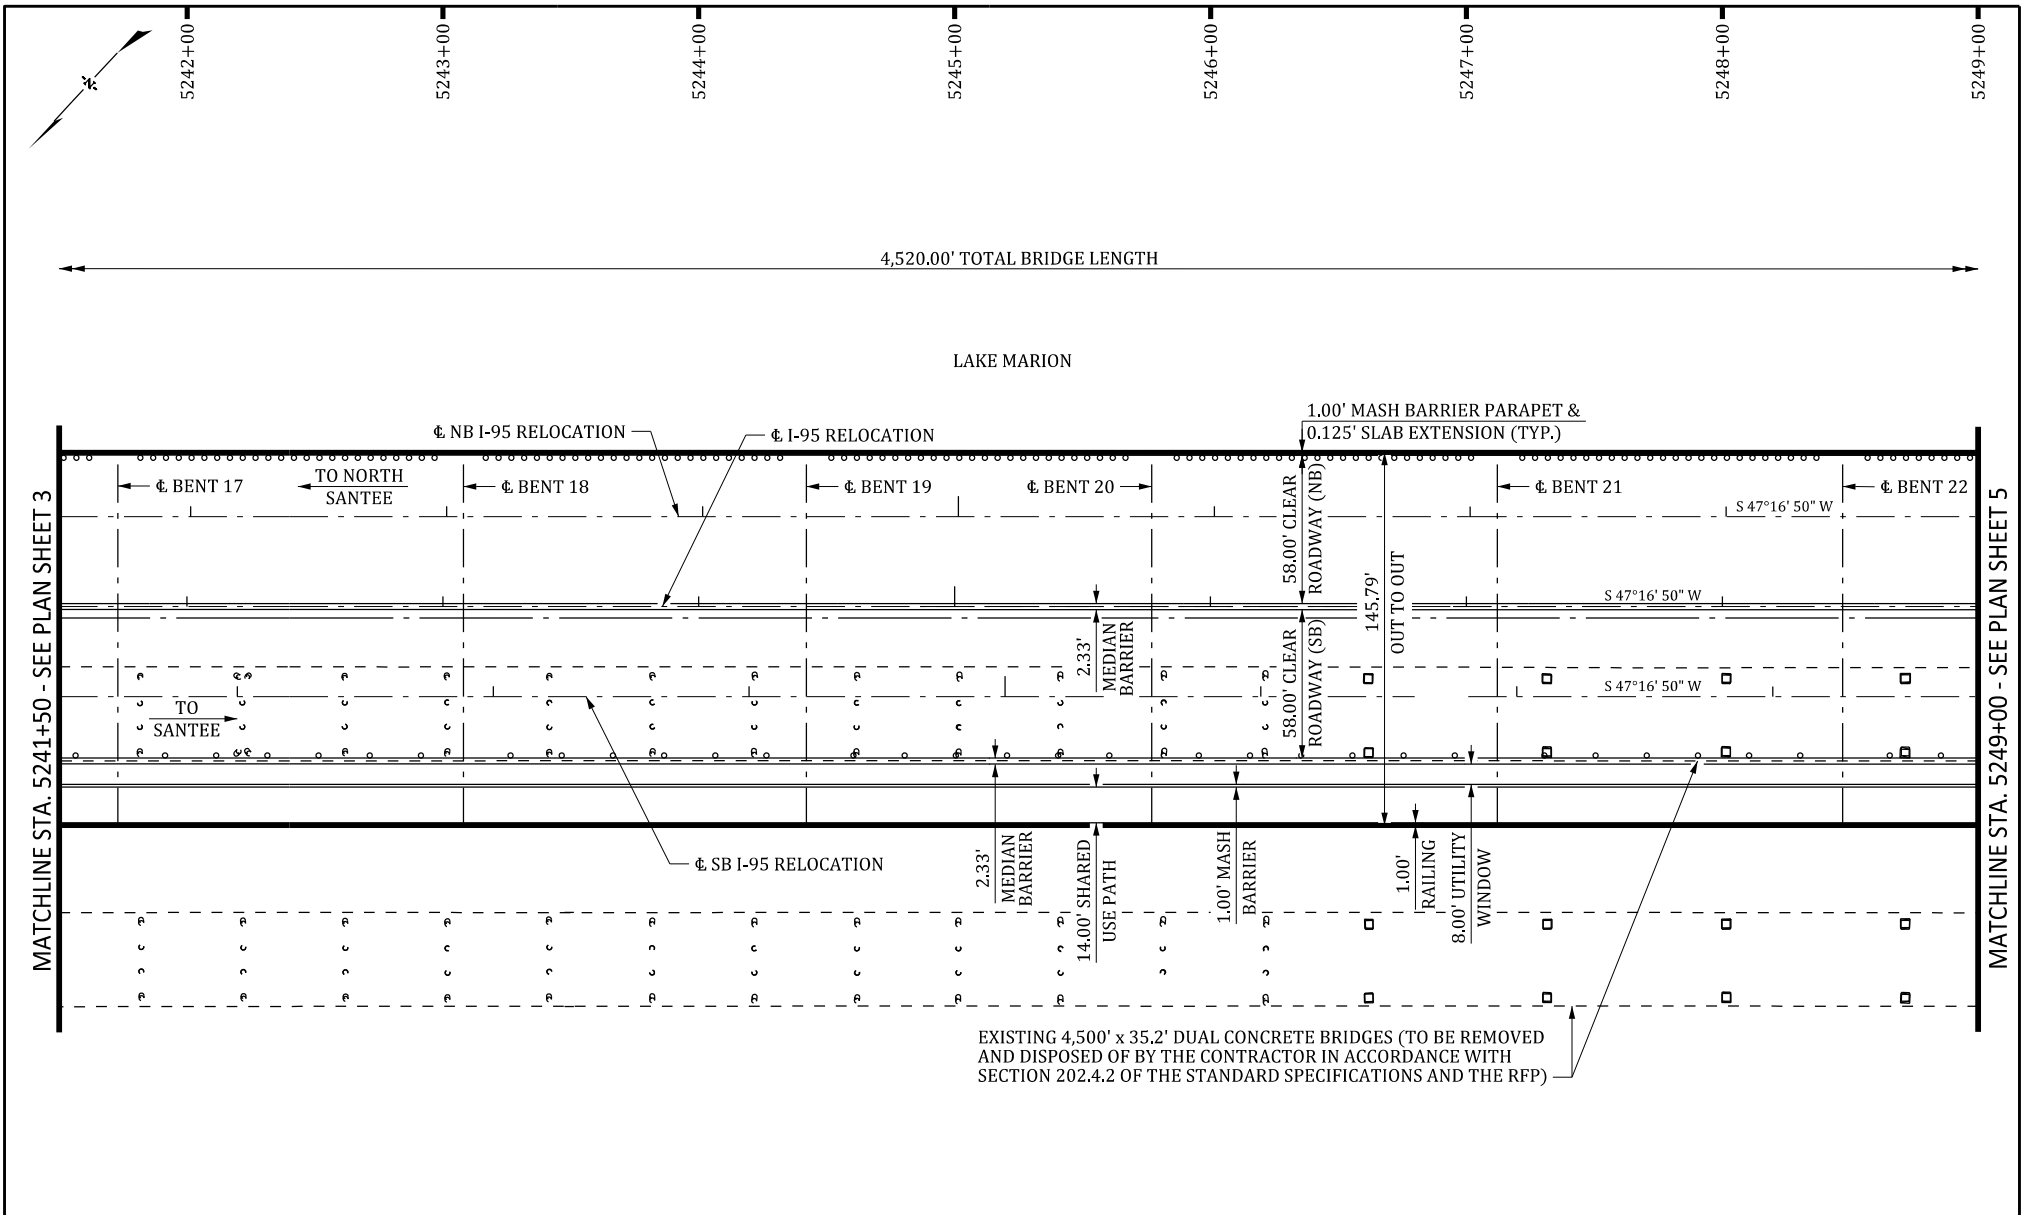 5242+00
5243+00
5244+00
5245+00
5246+00
5247+00
5248+00
5249+00
N
4,520.00' TOTAL BRIDGE LENGTH
LAKE MARION
1.00' MASH BARRIER PARAPET &
0.125' SLAB EXTENSION (TYP.)
℄ NB I-95 RELOCATION
℄ I-95 RELOCATION
℄ BENT 17
TO NORTH
SANTEE
℄ BENT 18
℄ BENT 19
℄ BENT 20
℄ BENT 21
℄ BENT 22
S 47°16' 50" W
S 47°16' 50" W
S 47°16' 50" W
58.00' CLEAR
ROADWAY (NB)
145.79'
OUT TO OUT
2.33'
MEDIAN
BARRIER
58.00' CLEAR
ROADWAY (SB)
TO
SANTEE
MATCHLINE STA. 5241+50 - SEE PLAN SHEET 3
MATCHLINE STA. 5249+00 - SEE PLAN SHEET 5
℄ SB I-95 RELOCATION
2.33'
MEDIAN
BARRIER
14.00' SHARED
USE PATH
1.00' MASH
BARRIER
1.00'
RAILING
8.00' UTILITY
WINDOW
EXISTING 4,500' x 35.2' DUAL CONCRETE BRIDGES (TO BE REMOVED
AND DISPOSED OF BY THE CONTRACTOR IN ACCORDANCE WITH
SECTION 202.4.2 OF THE STANDARD SPECIFICATIONS AND THE RFP)